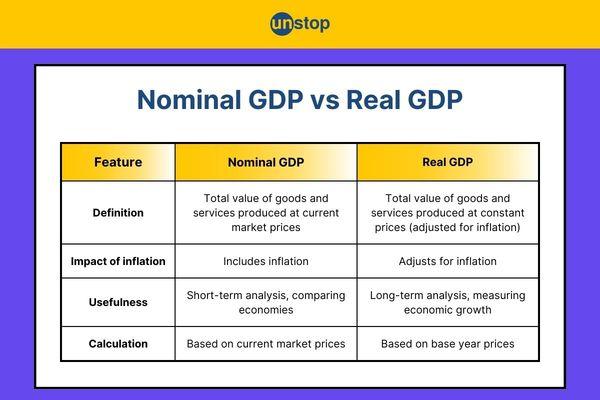 unstop
Nominal GDP vs Real GDP
Feature
Nominal GDP
Real GDP
Definition
Total value of goods and
services produced at current
market prices
Total value of goods and
services produced at constant
prices (adjusted for inflation)
Impact of inflation
Includes inflation
Adjusts for inflation
Usefulness
Short-term analysis, comparing
economies
Long-term analysis, measuring
economic growth
Calculation
Based on current market prices
Based on base year prices